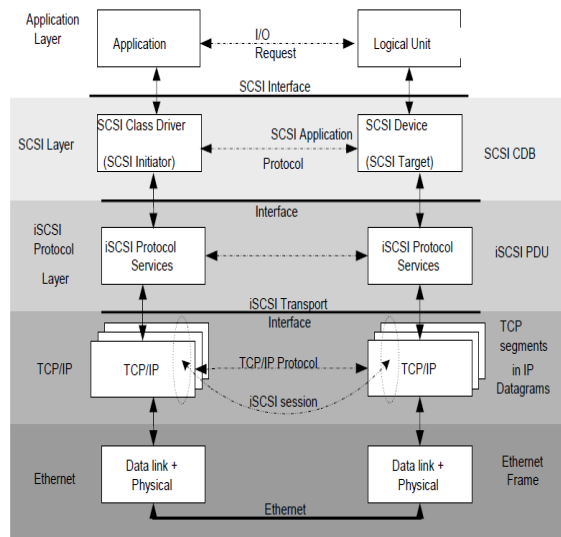 Application
Layer
Application
I/O
Request
Logical Unit
SCSI Interface
SCSI Layer
SCSI Class Driver
(SCSI Initiator)
SCSI Application
Protocol
SCSI Device
(SCSI Target)
SCSI CDB
Interface
iSCSI
Protocol
Layer
iSCSI Protocol
Services
iSCSI Protocol
Services
iSCSI PDU
iSCSI Transport
Interface
TCP/IP
TCP/IP
TCP/IP Protocol
iSCSI session
TCP/IP
TCP
segments
in IP
Datagrams
Ethernet
Data link +
Physical
Data link +
Physical
Ethernet
Frame
Ethernet